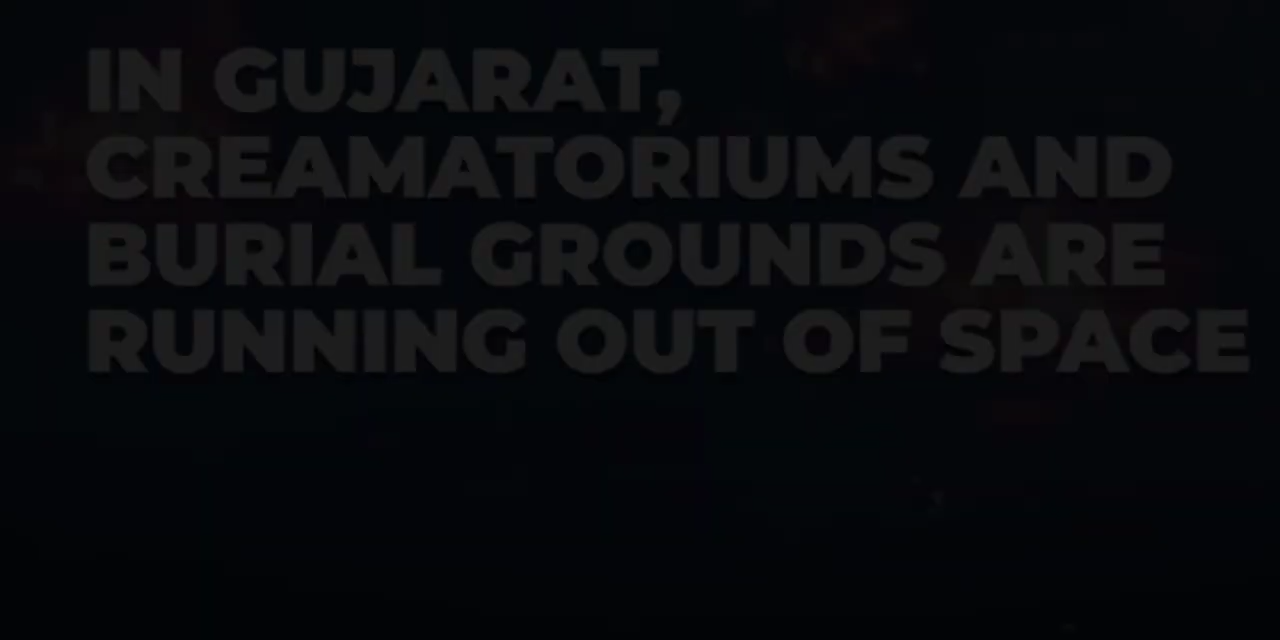 IN GUJARAT,
CREAMATORIUMS AND
BURIAL GROUNDS ARE
RUNNING OUT OF SPACE